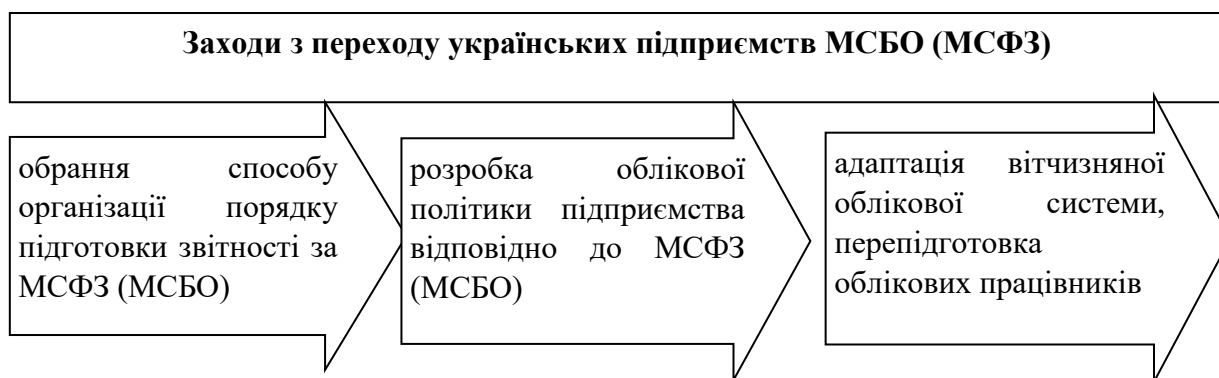 Заходи з переходу українських підприємств МСБО (МСФЗ)
обрання способу
організації порядку
підготовки звітності за
МСФЗ (МСБО)
розробка облікової
політики підприємства
відповідно до МСФЗ
(МСБО)
адаптація вітчизняної
облікової системи,
перепідготовка
облікових працівників